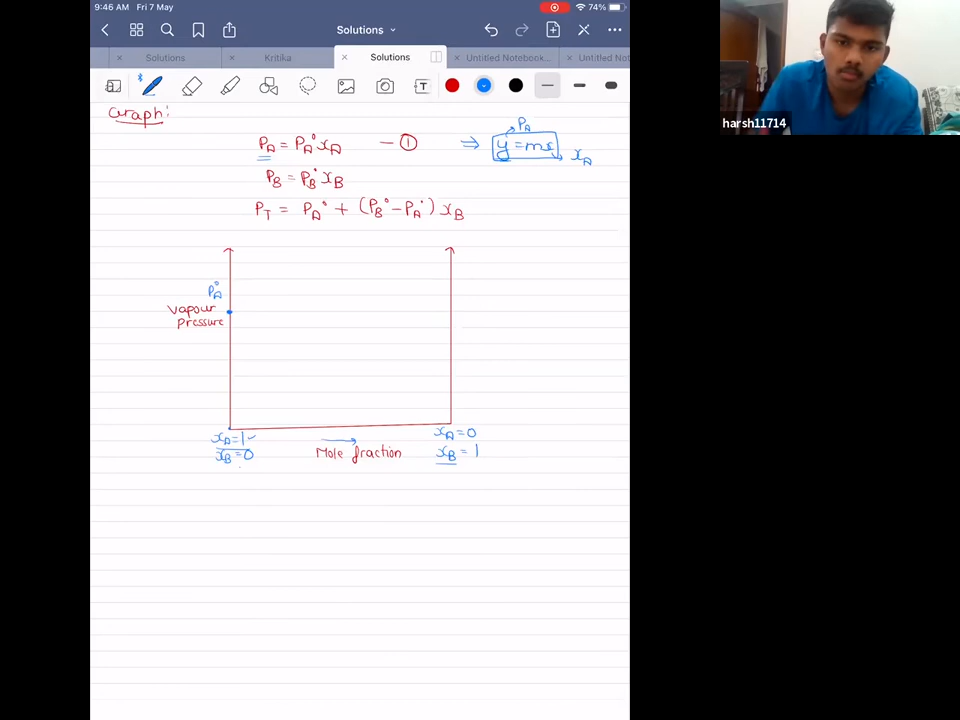 9:46 AM Fri 7 May
74%
Solutions
Solutions
Kritika
Solutions
Untitled Notebook...
Untitled Not
T
harsh11714
Graph:
P_A = P_A° x_A — ① ⇒ y = mx
P_A
x_A
P_B = P_B° x_B
P_T = P_A° + (P_B° - P_A°) x_B
P_A°
Vapour
pressure
x_A = 1
x_B = 0
→
Mole fraction
x_A = 0
x_B = 1